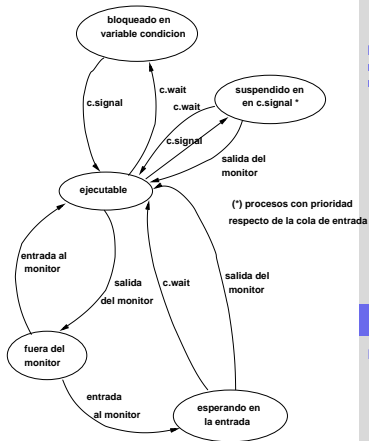 bloqueado en
variable condicion
c.signal
c.wait
c.wait
c.signal
suspendido en
en c.signal *
salida del
monitor
ejecutable
(*) procesos con prioridad
respecto de la cola de entrada
entrada al
monitor
salida
del monitor
c.wait
salida del
monitor
fuera del
monitor
entrada
al monitor
esperando en
la entrada